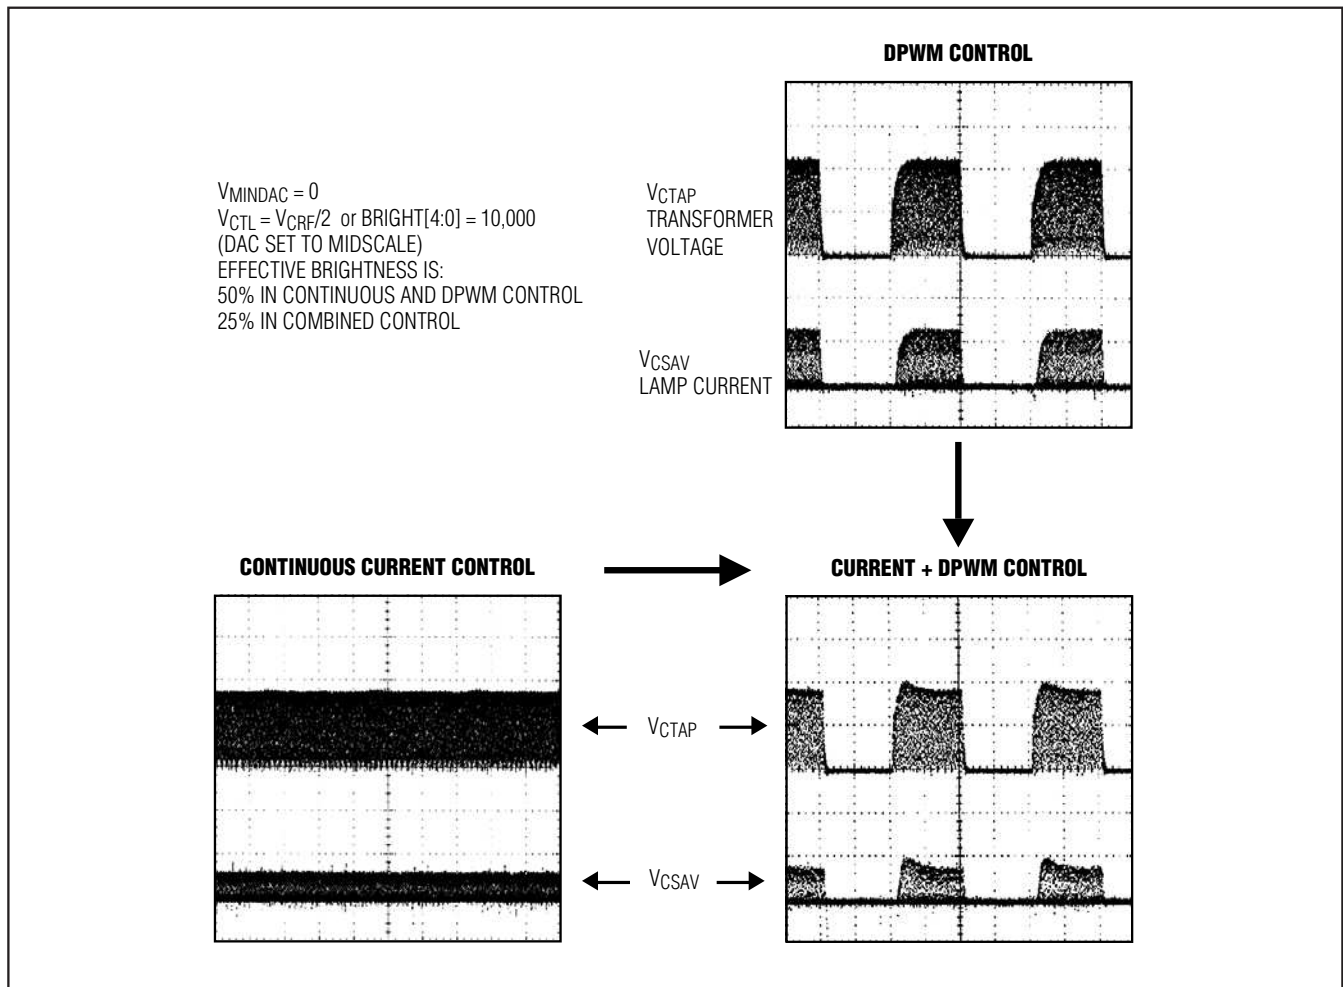 DPWM CONTROL
VMINDAC = 0
VCTL = VCRF/2 or BRIGHT[4:0] = 10,000
(DAC SET TO MIDSCALE)
EFFECTIVE BRIGHTNESS IS:
50% IN CONTINUOUS AND DPWM CONTROL
25% IN COMBINED CONTROL
VCTAP
TRANSFORMER
VOLTAGE
VCSAV
LAMP CURRENT
CONTINUOUS CURRENT CONTROL
CURRENT + DPWM CONTROL
VCTAP
VCSAV